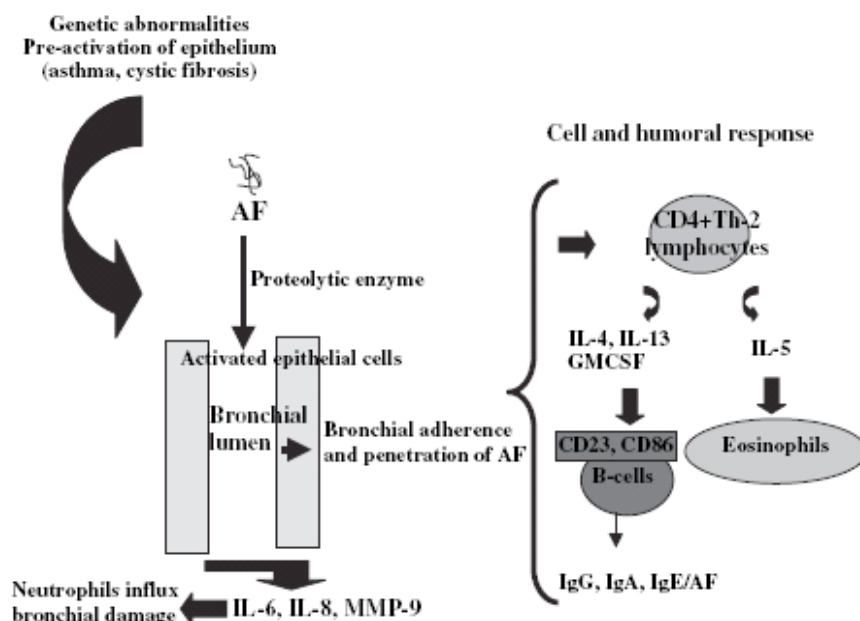 Genetic abnormalities
Pre-activation of epithelium
(asthma, cystic fibrosis)
AF
Proteolytic enzyme
Activated epithelial cells
Bronchial
lumen
Bronchial adherence
and penetration of AF
Neutrophils influx
bronchial damage
IL-6, IL-8, MMP-9
Cell and humoral response
CD4+Th-2
lymphocytes
IL-4, IL-13
GMCSF
IL-5
CD23, CD86
B-cells
Eosinophils
IgG, IgA, IgE/AF